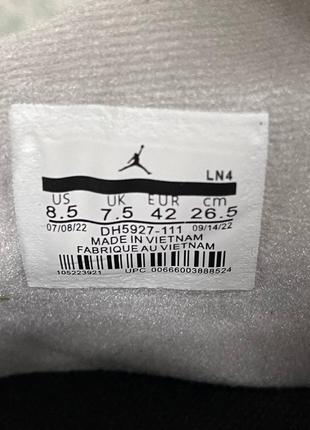 LN4
US UK EUR cm
8.5 7.5 42 26.5
07/08/22 DH5927-111 09/14/22
MADE IN VIETNAM
FABRIQUE AU VIETNAM
105223921 UPC 00666003888524